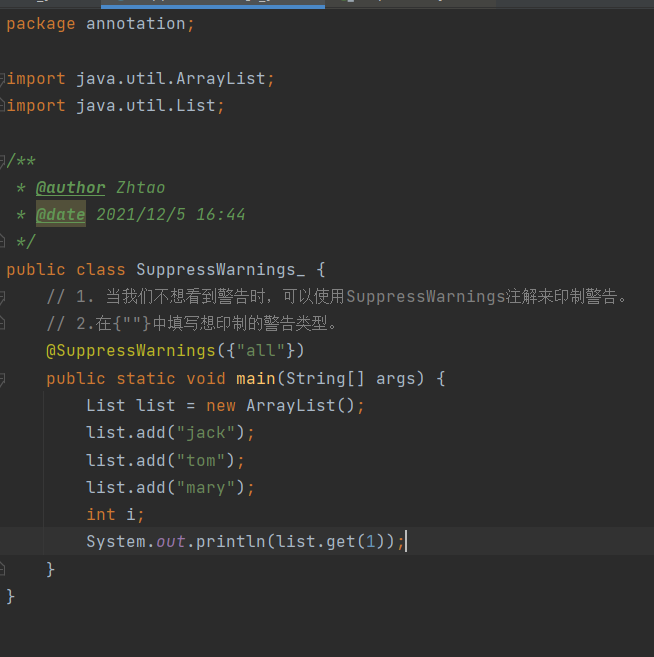 package annotation;
import java.util.ArrayList;
import java.util.List;
/**
* @author Zhtao
* @date 2021/12/5 16:44
*/
public class SuppressWarnings_ {
// 1. 当我们不想看到警告时，可以使用SuppressWarnings注解来印制警告。
// 2.在{""}中填写想印制的警告类型。
@SuppressWarnings({"all"})
public static void main(String[] args) {
List list = new ArrayList();
list.add("jack");
list.add("tom");
list.add("mary");
int i;
System.out.println(list.get(1));
}
}